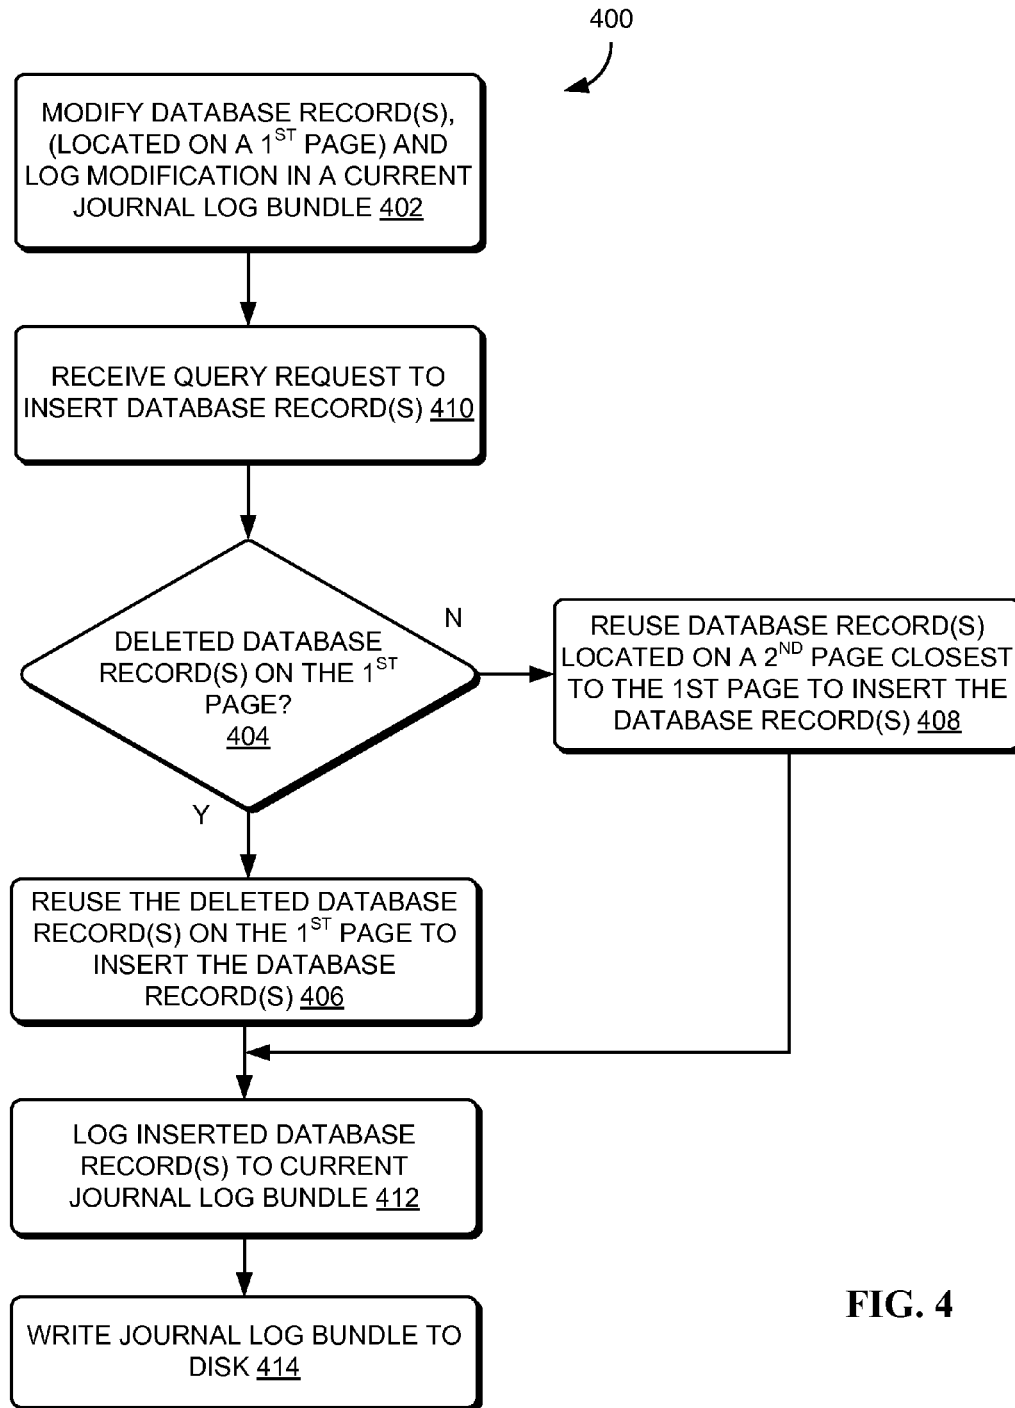 400
MODIFY DATABASE RECORD(S),
(LOCATED ON A 1ST PAGE) AND
LOG MODIFICATION IN A CURRENT
JOURNAL LOG BUNDLE 402
RECEIVE QUERY REQUEST TO
INSERT DATABASE RECORD(S) 410
DELETED DATABASE
RECORD(S) ON THE 1ST
PAGE?
404
N
REUSE DATABASE RECORD(S)
LOCATED ON A 2ND PAGE CLOSEST
TO THE 1ST PAGE TO INSERT THE
DATABASE RECORD(S) 408
Y
REUSE THE DELETED DATABASE
RECORD(S) ON THE 1ST PAGE TO
INSERT THE DATABASE
RECORD(S) 406
LOG INSERTED DATABASE
RECORD(S) TO CURRENT
JOURNAL LOG BUNDLE 412
WRITE JOURNAL LOG BUNDLE TO
DISK 414
FIG. 4